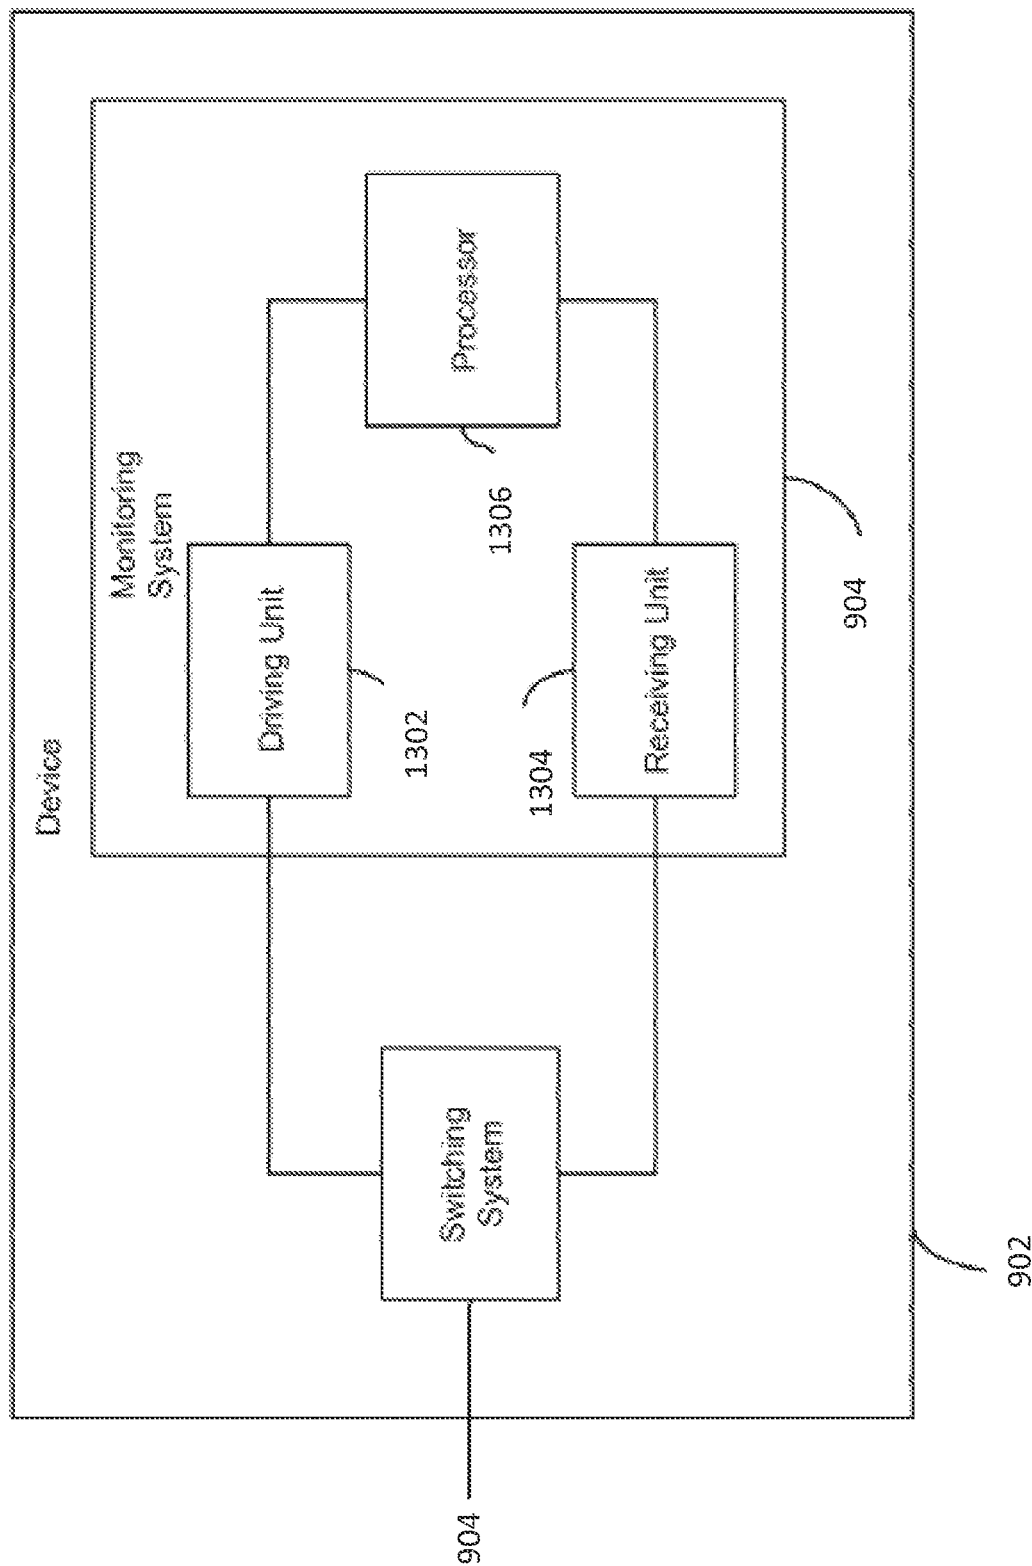 Device
Monitoring
System
Driving Unit
1302
Processor
1306
1304
Receiving Unit
904
Switching
System
904
902